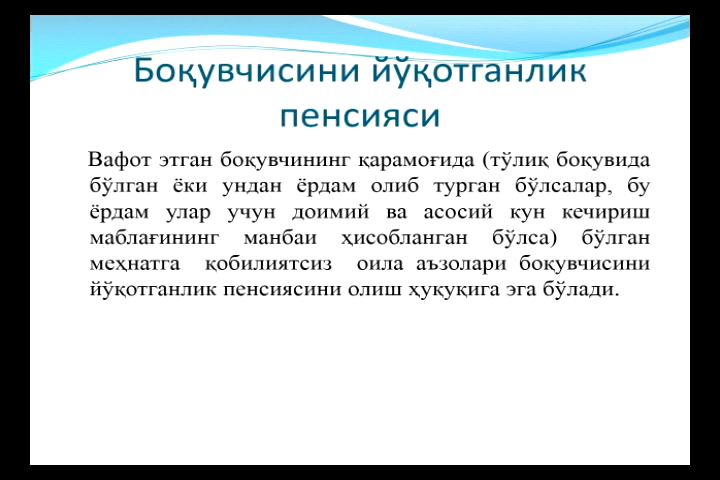 Боқувчисини йўқотганлик
пенсияси
Вафот этган боқувчининг қарамоғида (тўлиқ боқувида
бўлган ёки ундан ёрдам олиб турган бўлсалар, бу
ёрдам улар учун доимий ва асосий кун кечириш
маблағининг манбаи ҳисобланган бўлса) бўлган
меҳнатга қобилиятсиз оила аъзолари боқувчисини
йўқотганлик пенсиясини олиш ҳуқуқига эга бўлади.